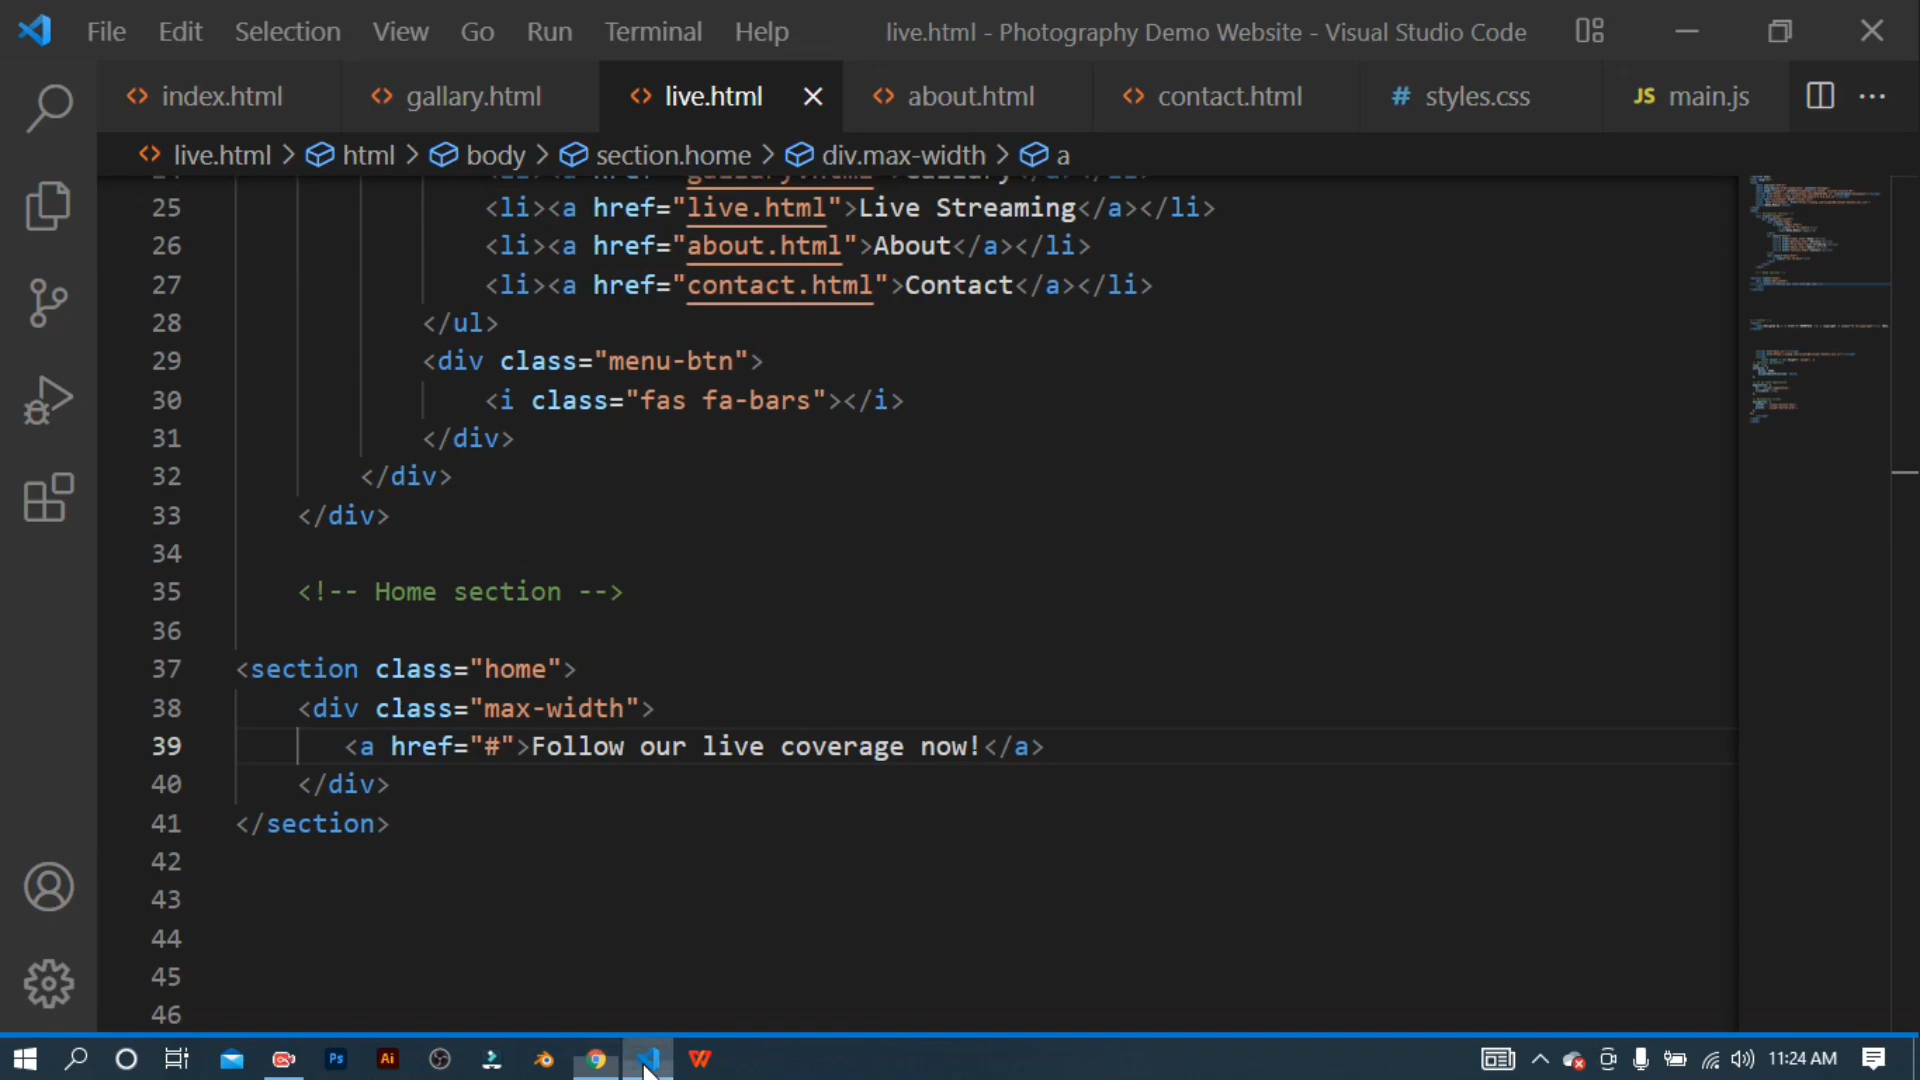 File Edit Selection View Go Run Terminal Help live.html - Photography Demo Website - Visual Studio Code
index.html gallary.html live.html about.html contact.html # styles.css JS main.js
live.html > html > body > section.home > div.max-width > a
25 <li><a href="live.html">Live Streaming</a></li>
26 <li><a href="about.html">About</a></li>
27 <li><a href="contact.html">Contact</a></li>
28 </ul>
29 <div class="menu-btn">
30 <i class="fas fa-bars"></i>
31 </div>
32 </div>
33 </div>
34
35 <!-- Home section -->
36
37 <section class="home">
38 <div class="max-width">
39 <a href="#">Follow our live coverage now!</a>
40 </div>
41 </section>
42
43
44
45
46
Ps Ai 11:24 AM